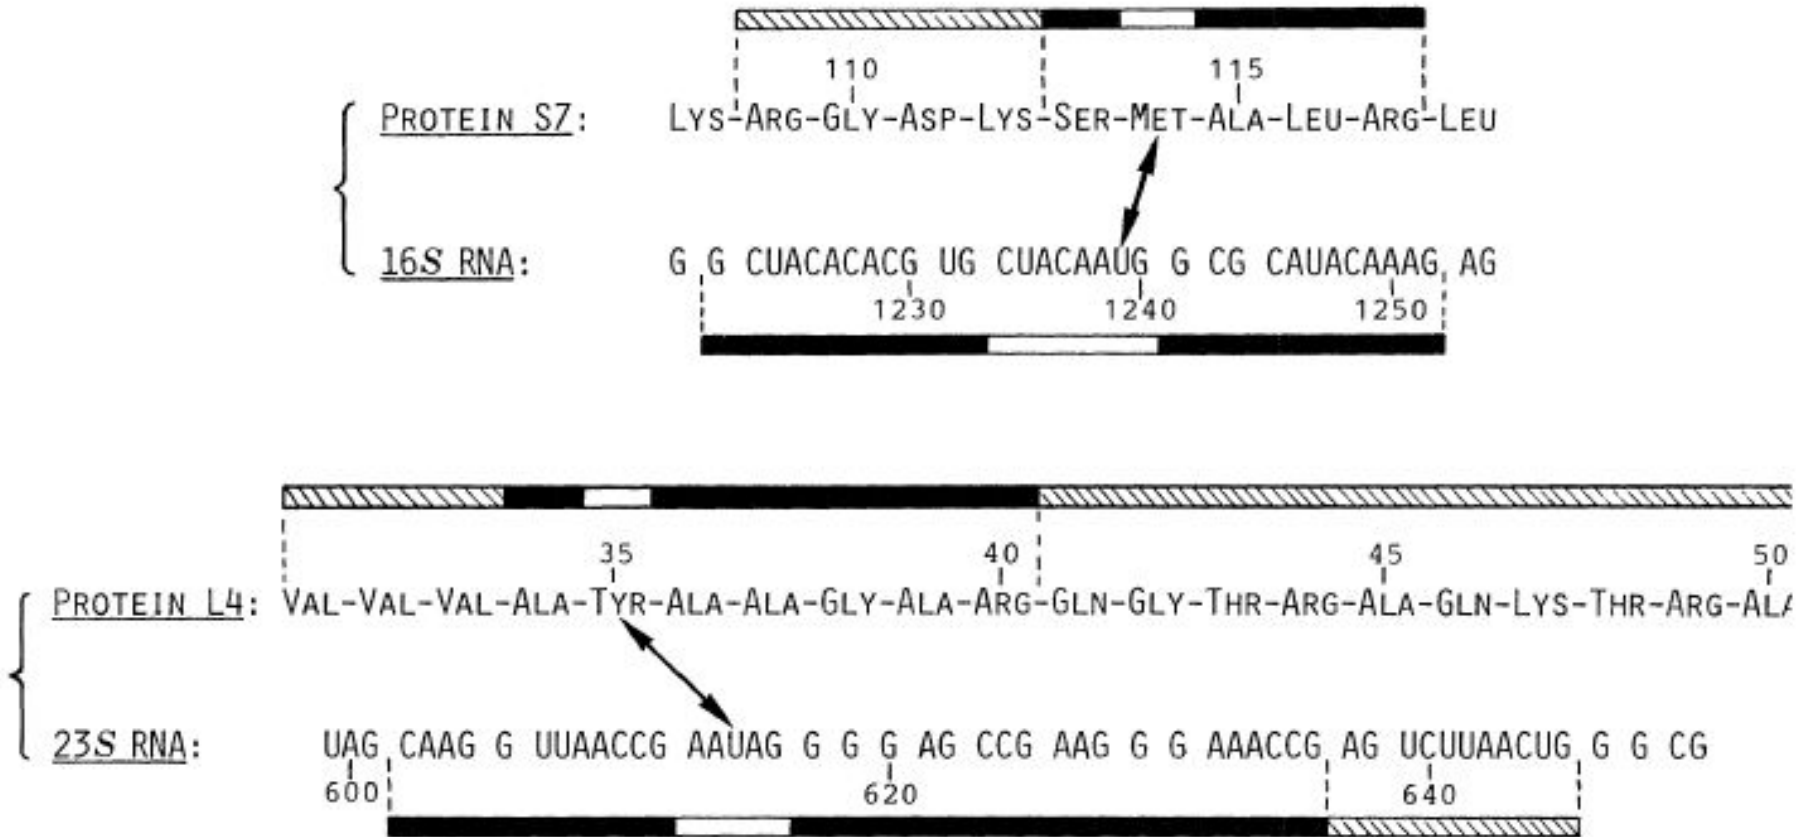 110 115
PROTEIN S7: LYS-ARG-GLY-ASP-LYS-SER-MET-ALA-LEU-ARG-LEU
16S RNA: G G CUACACACG UG CUACAAUG G CG CAUACAAAG AG
1230 1240 1250
35 40 45 50
PROTEIN L4: VAL-VAL-VAL-ALA-TYR-ALA-ALA-GLY-ALA-ARG-GLN-GLY-THR-ARG-ALA-GLN-LYS-THR-ARG-ALA
23S RNA: UAG CAAG G UUAACCG AAUAG G G G AG CCG AAG G G AAACCG AG UCUUAACUG G G CG
600 620 640